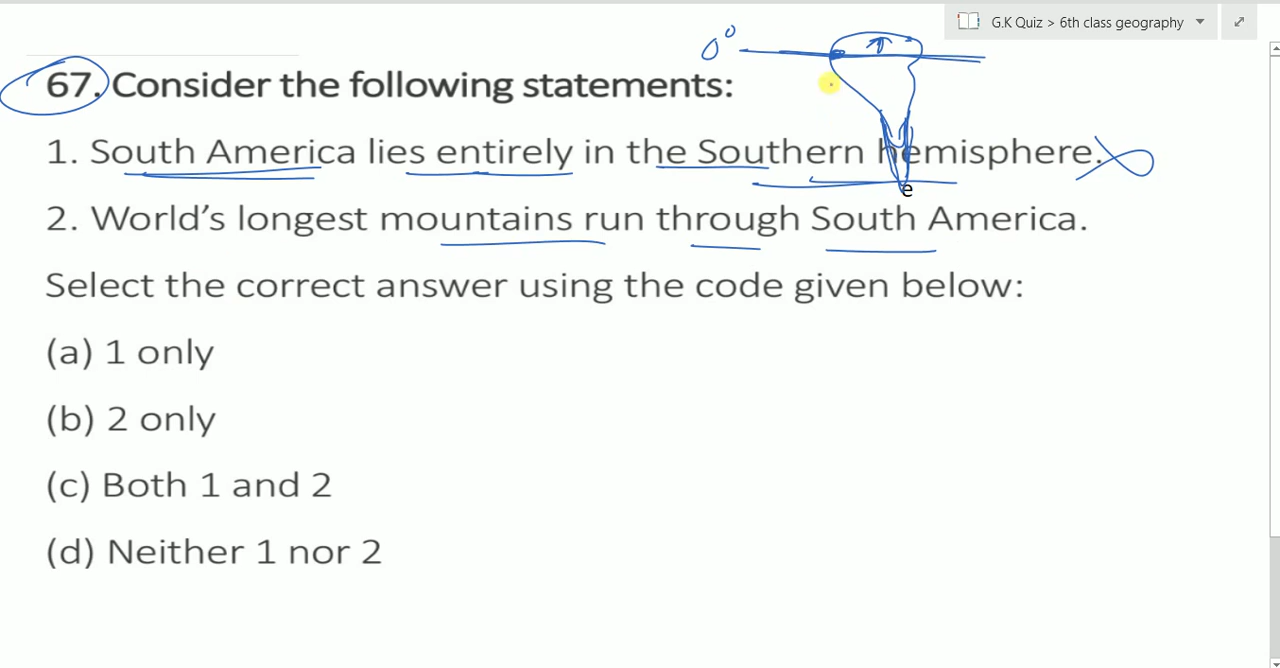 G.K Quiz > 6th class geography
0°
67. Consider the following statements:
1. South America lies entirely in the Southern hemisphere.
e
2. World's longest mountains run through South America.
Select the correct answer using the code given below:
(a) 1 only
(b) 2 only
(c) Both 1 and 2
(d) Neither 1 nor 2